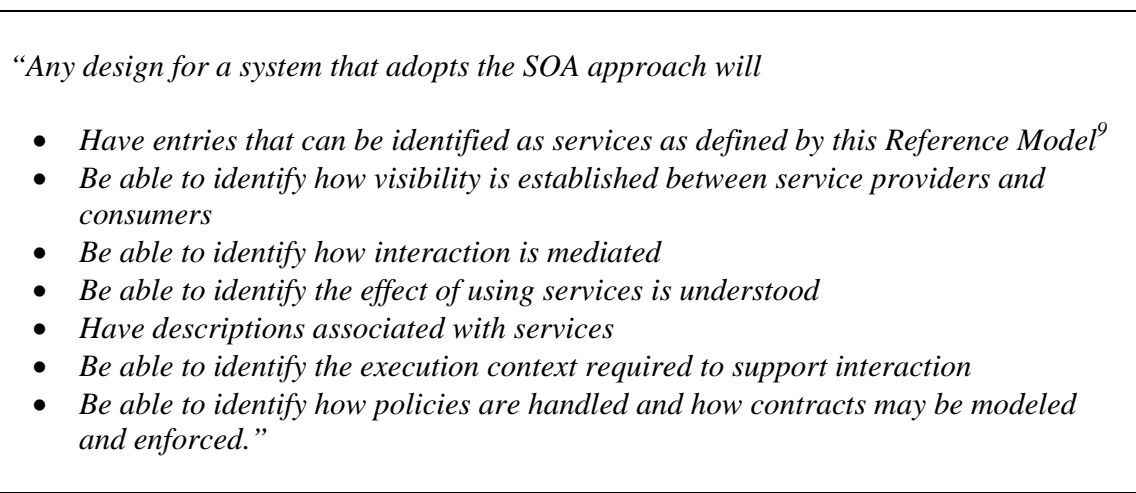 “Any design for a system that adopts the SOA approach will
• Have entries that can be identified as services as defined by this Reference Model9
• Be able to identify how visibility is established between service providers and
consumers
• Be able to identify how interaction is mediated
• Be able to identify the effect of using services is understood
• Have descriptions associated with services
• Be able to identify the execution context required to support interaction
• Be able to identify how policies are handled and how contracts may be modeled
and enforced.”